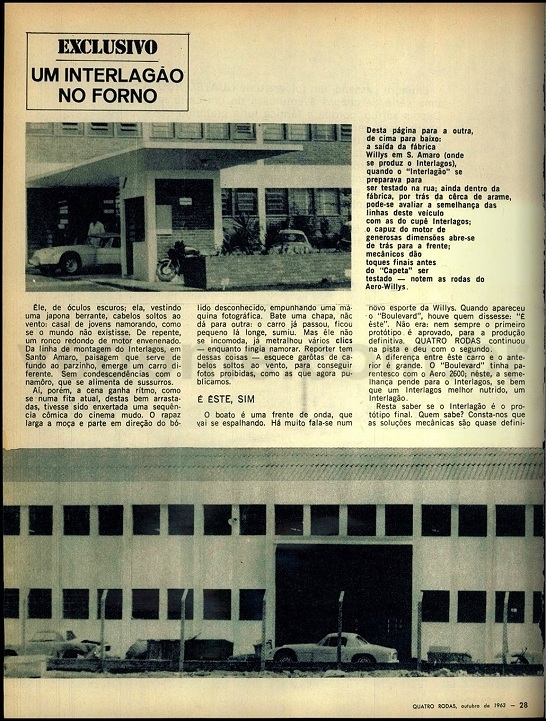 EXCLUSIVO
UM INTERLAGÃO
NO FORNO
Desta página para a outra,
de cima para baixo:
a saída da fábrica
Willys em S. Amaro (onde
se produz o Interlagos),
quando o "Interlagão" se
preparava para
ser testado na rua; ainda dentro da
fábrica, por trás da cêrca de arame,
pode-se avaliar a semelhança das
linhas deste veículo
com as do cupê Interlagos;
o capuz do motor de
generosas dimensões abre-se
de trás para a frente;
mecânicos dão
toques finais antes
do "Capeta" ser
testado — notem as rodas do
Aero-Willys.
Êle, de óculos escuros; ela, vestindo
uma japona berrante, cabelos soltos ao
vento: casal de jovens namorando, como
se o mundo não existisse. De repente,
um ronco redondo de motor envenenado.
Da linha de montagem do Interlagos, em
Santo Amaro, paisagem que serve de
fundo ao parzinho, emerge um carro di-
ferente. Sem condescendências com o
namôro, que se alimenta de sussurros.
Aí, porém, a cena ganha ritmo, como
se numa fita atual, destas bem arrasta-
das, tivesse sido enxertada uma sequên-
cia cômica do cinema mudo. O rapaz
larga a moça e parte em direção do bó-
lido desconhecido, empunhando uma má-
quina fotográfica. Bate uma chapa, não
dá para outra: o carro já passou, ficou
pequeno lá longe, sumiu. Mas êle não
se incomoda, já metralhou vários clics
— enquanto fingia namorar. Reporter tem
dessas coisas — esquece garôtas de ca-
belos soltos ao vento, para conseguir
fotos proibidas, como as que agora pu-
blicamos.
É ÊSTE, SIM
O boato é uma frente de onda, que
vai se espalhando. Há muito fala-se num
novo esporte da Willys. Quando apareceu
o "Boulevard", houve quem dissesse: "É
êste". Não era: nem sempre o primeiro
protótipo é aprovado, para a produção
definitiva. QUATRO RODAS continuou
na pista e deu com o segundo.
A diferença entre êste carro e o ante-
rior é grande. O "Boulevard" tinha pa-
rentesco com o Aero 2600; nêste, a seme-
lhança pende para o Interlagos, se bem
que um Interlagos melhor nutrido, um
Interlagão.
Resta saber se o Interlagão é o pro-
tótipo final. Quem sabe? Consta-nos que
as soluções mecânicas são quase defini-
QUATRO RODAS, outubro de 1963 — 28